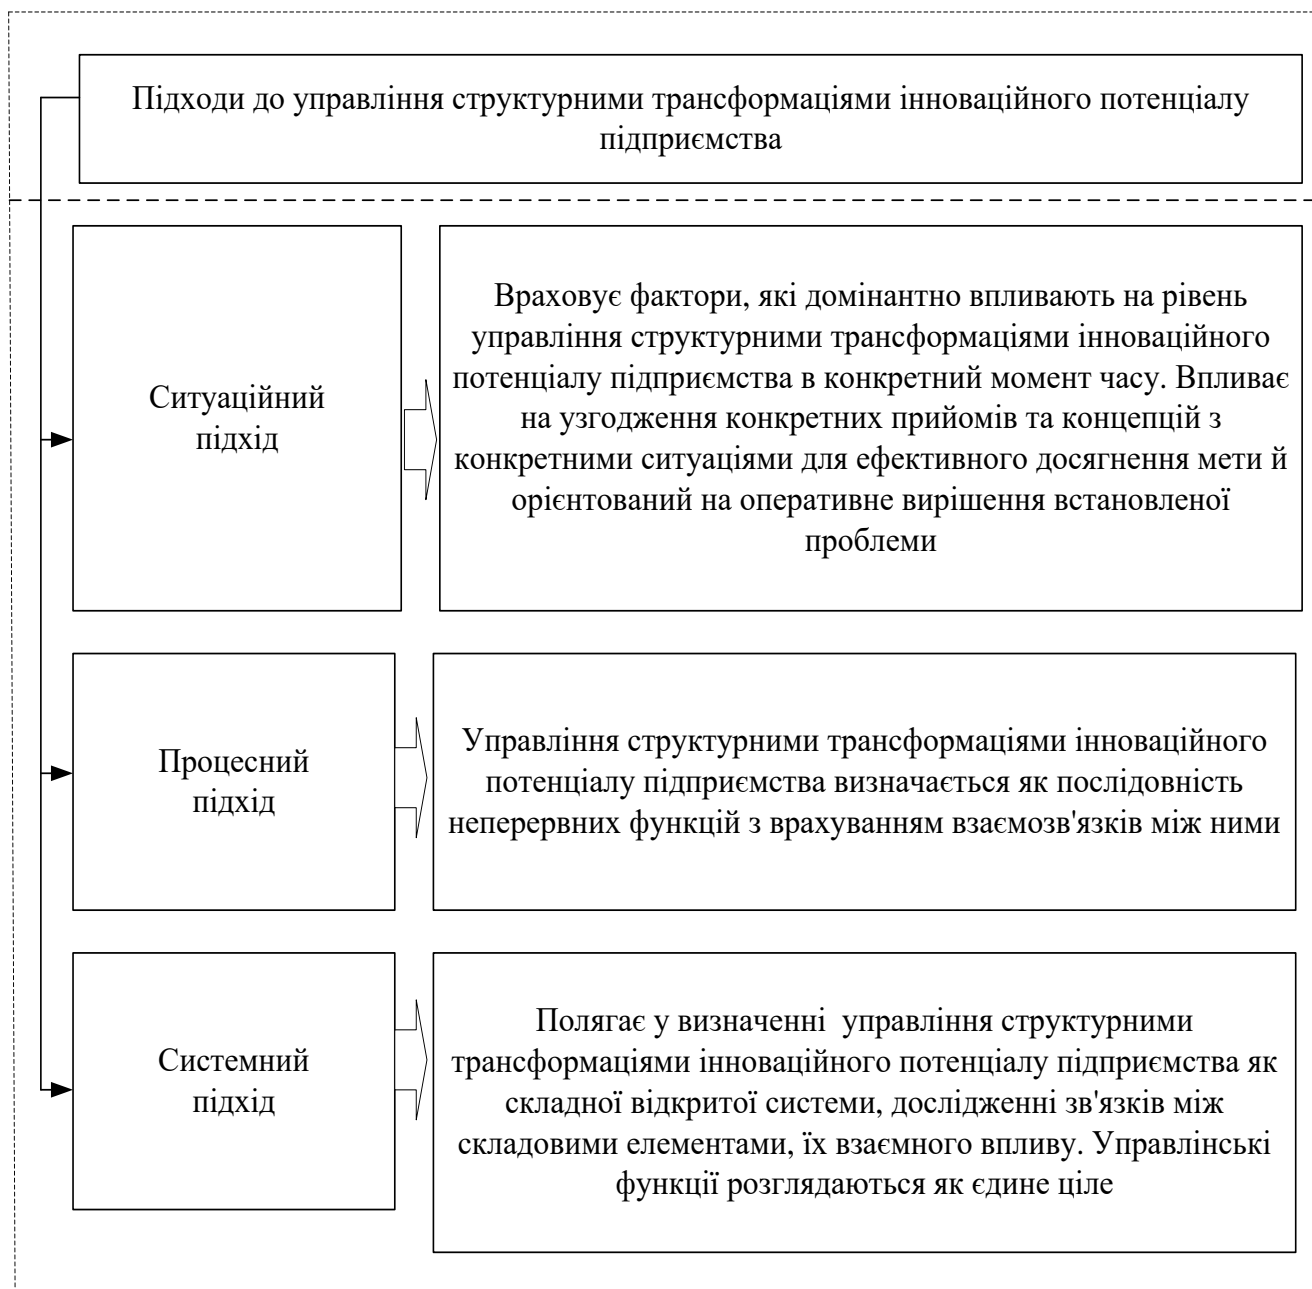 Підходи до управління структурними трансформаціями інноваційного потенціалу
підприємства
Ситуаційний
підхід
Враховує фактори, які домінантно впливають на рівень
управління структурними трансформаціями інноваційного
потенціалу підприємства в конкретний момент часу. Впливає
на узгодження конкретних прийомів та концепцій з
конкретними ситуаціями для ефективного досягнення мети й
орієнтований на оперативне вирішення встановленої
проблеми
Процесний
підхід
Управління структурними трансформаціями інноваційного
потенціалу підприємства визначається як послідовність
неперервних функцій з врахуванням взаємозв'язків між ними
Системний
підхід
Полягає у визначенні  управління структурними
трансформаціями інноваційного потенціалу підприємства як
складної відкритої системи, дослідженні зв'язків між
складовими елементами, їх взаємного впливу. Управлінські
функції розглядаються як єдине ціле